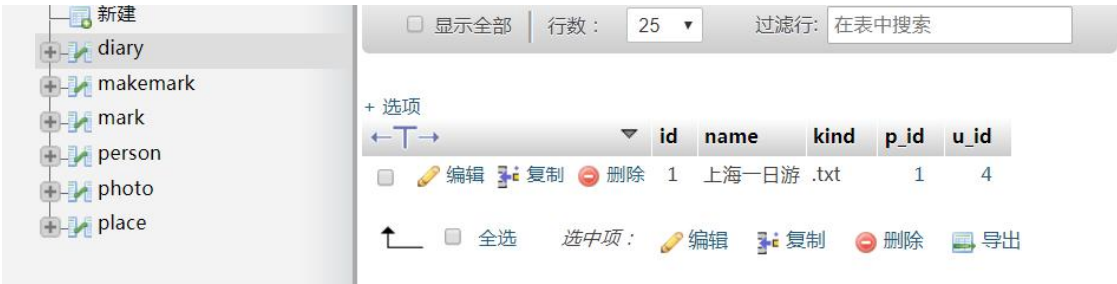 新建
diary
makemark
mark
person
photo
place
显示全部 行数： 25 过滤行: 在表中搜索
+ 选项
←T→ id name kind p_id u_id
编辑 复制 删除 1 上海一日游 .txt 1 4
全选 选中项： 编辑 复制 删除 导出